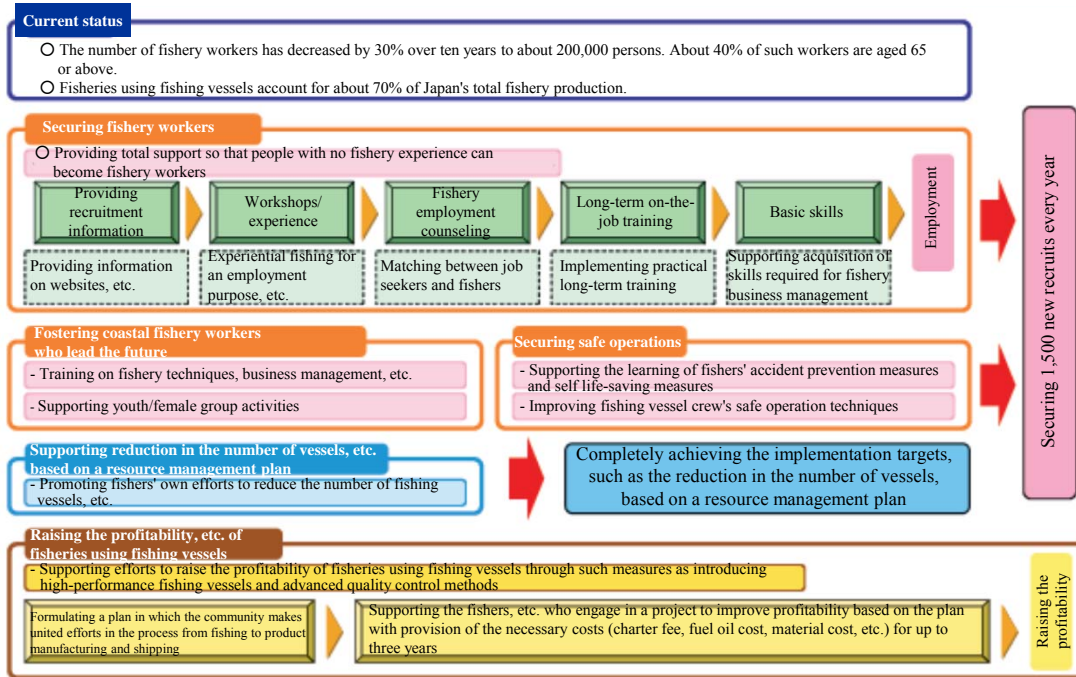 Current status
○ The number of fishery workers has decreased by 30% over ten years to about 200,000 persons. About 40% of such workers are aged 65
or above.
○ Fisheries using fishing vessels account for about 70% of Japan's total fishery production.
Securing fishery workers
○ Providing total support so that people with no fishery experience can
become fishery workers
Providing
recruitment
information
Workshops/
experience
Fishery
employment
counseling
Long-term on-the-
job training
Basic skills
Employment
Providing information
on websites, etc.
Experiential fishing for
an employment
purpose, etc.
Matching between job
seekers and fishers
Implementing practical
long-term training
Supporting acquisition of
skills required for fishery
business management
Securing 1,500 new recruits every year
Fostering coastal fishery workers
who lead the future
- Training on fishery techniques, business management, etc.
- Supporting youth/female group activities
Securing safe operations
- Supporting the learning of fishers' accident prevention measures
and self life-saving measures
- Improving fishing vessel crew's safe operation techniques
Supporting reduction in the number of vessels, etc.
based on a resource management plan
- Promoting fishers' own efforts to reduce the number of fishing
vessels, etc.
Completely achieving the implementation targets,
such as the reduction in the number of vessels,
based on a resource management plan
Raising the profitability, etc. of
fisheries using fishing vessels
- Supporting efforts to raise the profitability of fisheries using fishing vessels through such measures as introducing
high-performance fishing vessels and advanced quality control methods
Formulating a plan in which the community makes
united efforts in the process from fishing to product
manufacturing and shipping
Supporting the fishers, etc. who engage in a project to improve profitability based on the plan
with provision of the necessary costs (charter fee, fuel oil cost, material cost, etc.) for up to
three years
Raising the
profitability